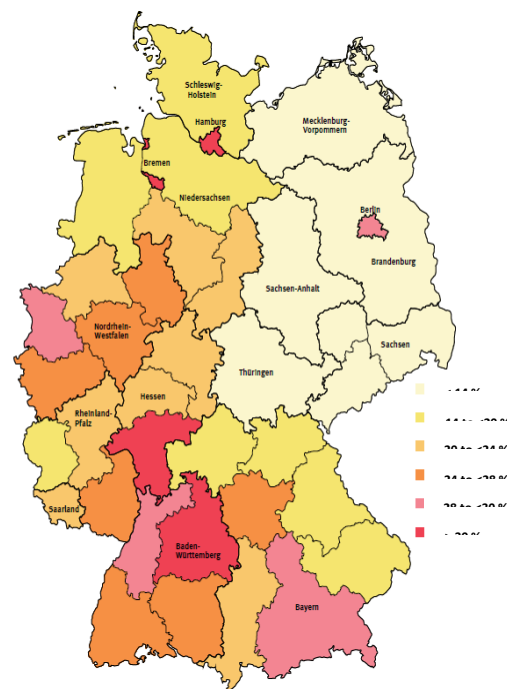 Schleswig-
Holstein
Hamburg
Mecklenburg-
Vorpommern
Bremen
Niedersachsen
Berlin
Brandenburg
Sachsen-Anhalt
Nordrhein-
Westfalen
Sachsen
Thüringen
Hessen
Rheinland-
Pfalz
Saarland
Baden-
Württemberg
Bayern